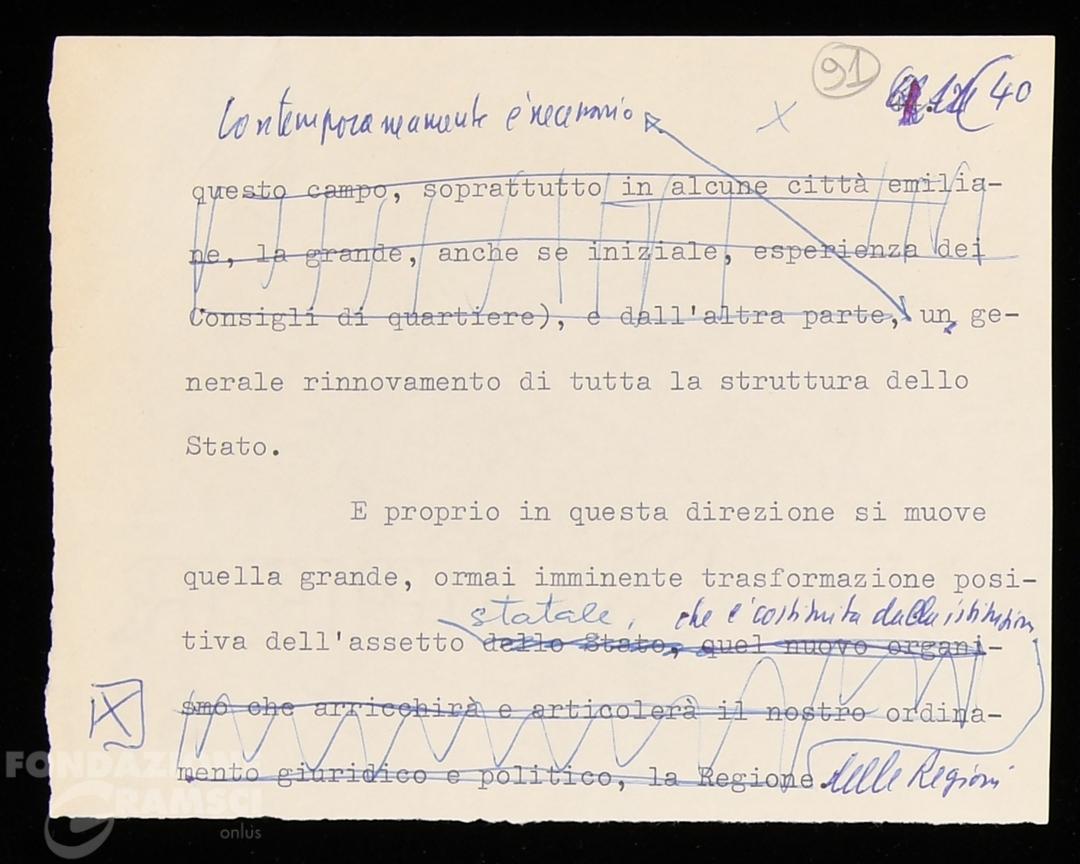 91
40
Contemporaneamente è necessario
questo campo, soprattutto in alcune città emilia-
ne, la grande, anche se iniziale, esperienza dei
Consigli di quartiere), e dall'altra parte, un ge-
nerale rinnovamento di tutta la struttura dello
Stato.
E proprio in questa direzione si muove
quella grande, ormai imminente trasformazione posi-
statale, che è costituita dalla istituzione
tiva dell'assetto dello Stato, quel nuovo organi-
smo che arricchirà e articolerà il nostro ordina-
mento giuridico e politico, la Regione delle Regioni
FONDAZIONE
GRAMSCI
onlus